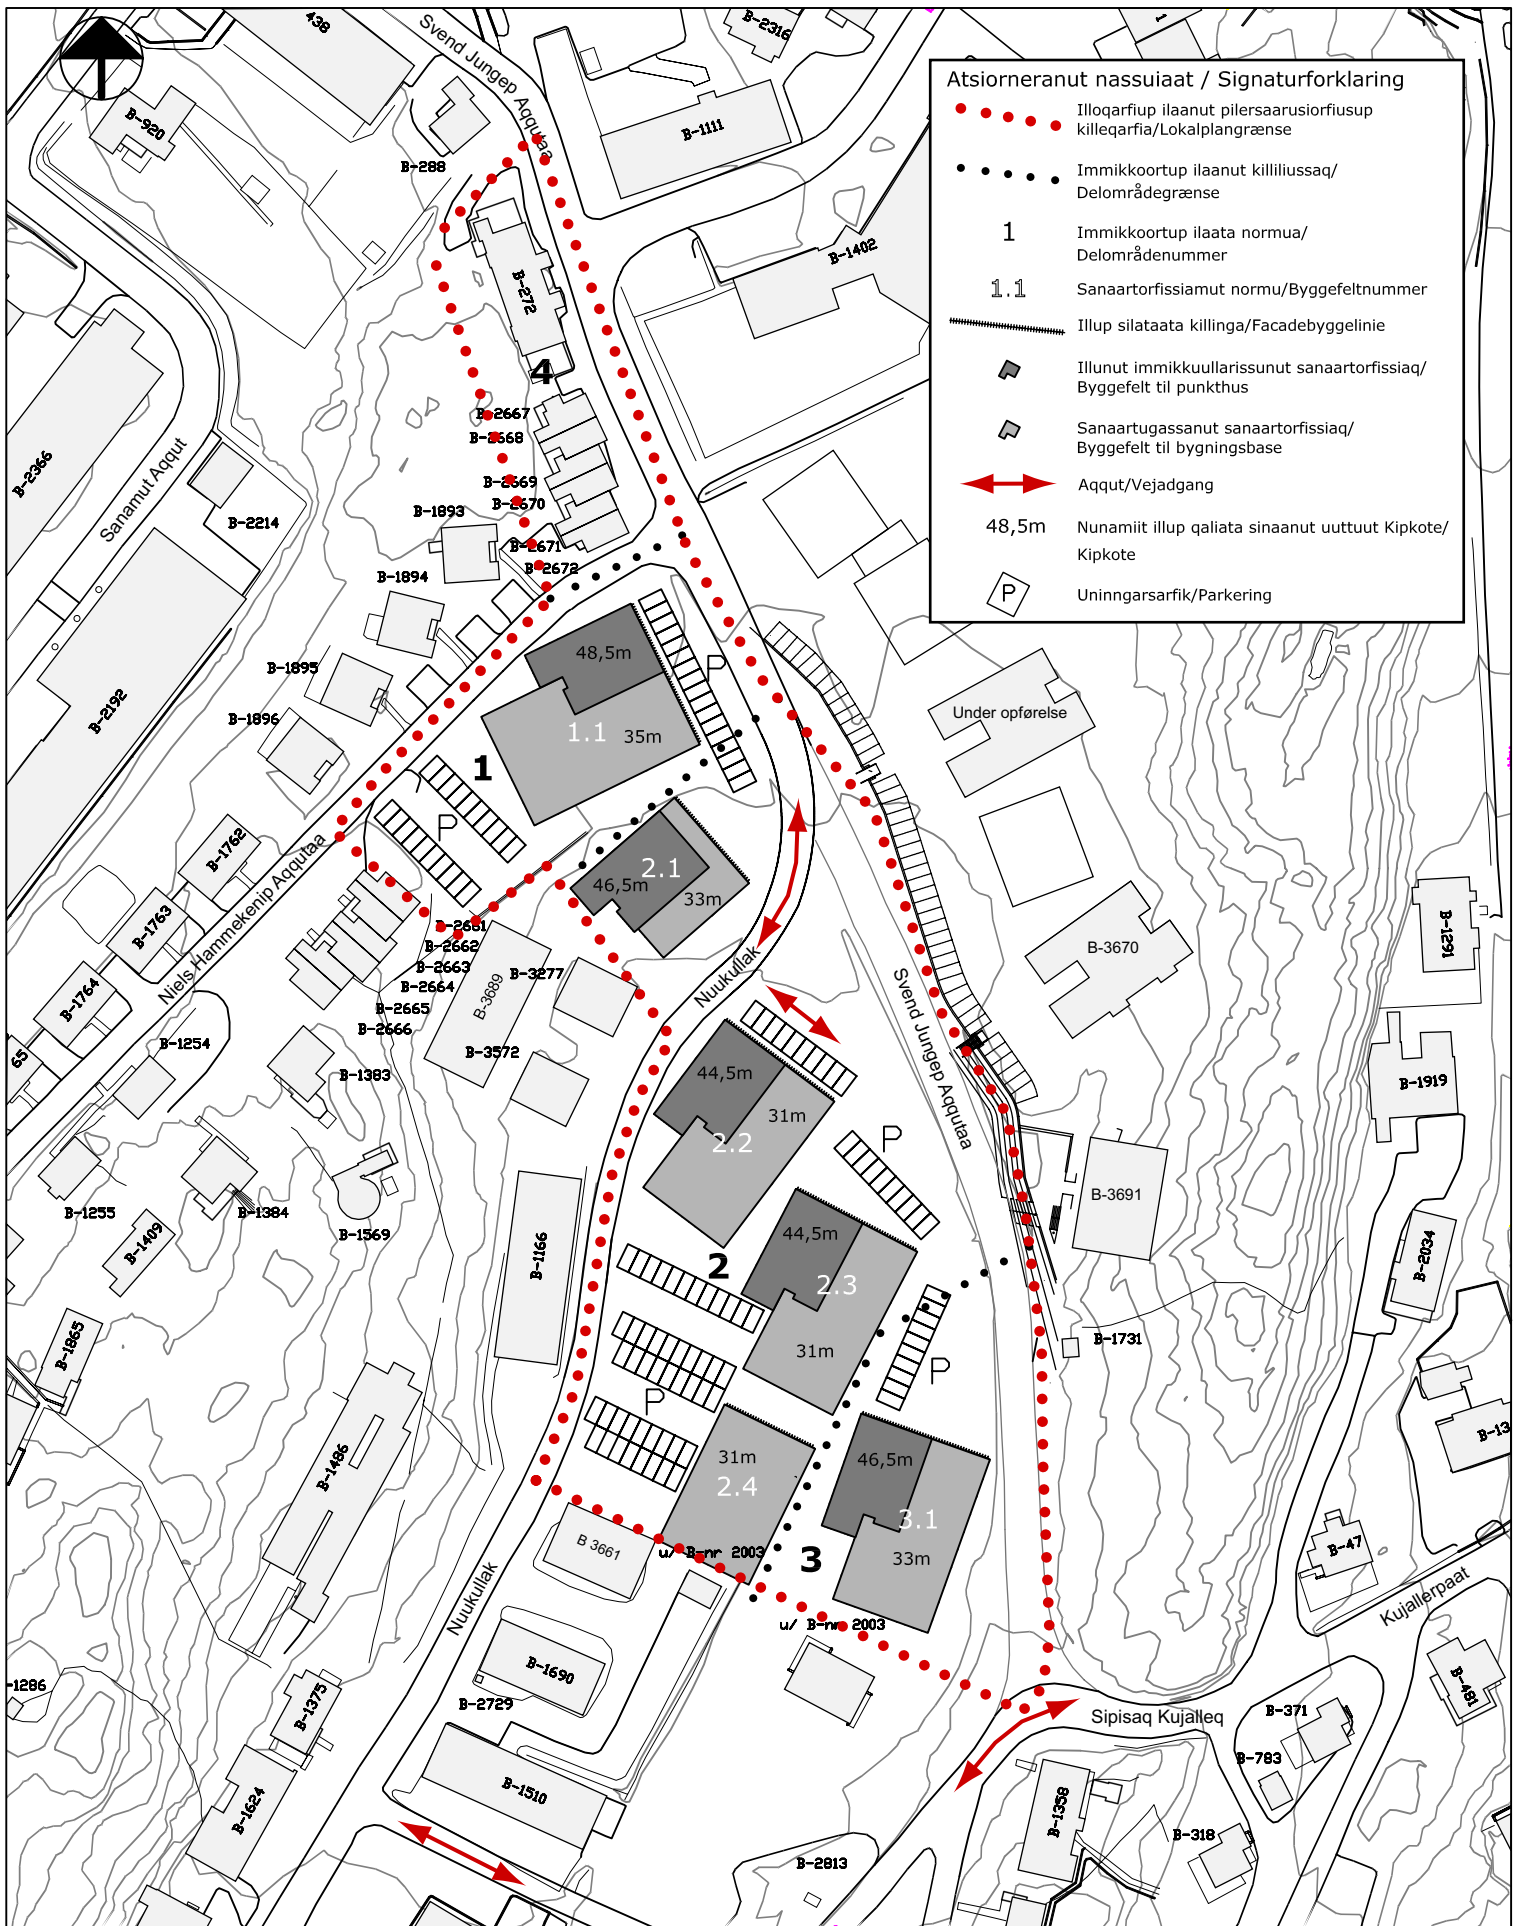 Atsiorneranut nassuiaat / Signaturforklaring
Illoqarfiup ilaanut pilersaarusiorfiusup
killeqarfia/Lokalplangrænse
Immikkoortup ilaanut killiliussaq/
Delområdegrænse
1
Immikkoortup ilaata normua/
Delområdenummer
1.1
Sanaartorfissiamut normu/Byggefeltnummer
Illup silataata killinga/Facadebyggelinie
Illunut immikkuullarissunut sanaartorfissiaq/
Byggefelt til punkthus
Sanaartugassanut sanaartorfissiaq/
Byggefelt til bygningsbase
Aqqut/Vejadgang
48,5m
Nunamiit illup qaliata sinaanut uuttuut Kipkote/
Kipkote
P
Uninngarsarfik/Parkering
438
Svend Jungep Aqqutaa
B-2316
B-920
B-1111
B-288
B-1402
B-272
4
B-2667
B-2668
B-2669
B-2670
B-2671
B-2672
B-2366
Sanamut Aqqut
B-2214
B-1893
B-1894
B-1895
B-1896
B-2192
48,5m
P
1.1
35m
1
P
Under opførelse
2.1
46,5m
33m
B-1762
B-1763
B-1764
65
Niels Hammekenip Aqqutaa
B-2661
B-2662
B-2663
B-2664
B-2665
B-2666
B-3689
B-3277
B-3572
Nuukullak
B-3670
B-1291
Svend Jungep Aqqutaa
B-1254
B-1383
B-1919
44,5m
31m
2.2
P
B-3691
B-1255
B-1384
B-1409
B-1569
B-1166
2
44,5m
2.3
31m
B-2034
B-1731
P
P
B-1865
B-1486
31m
2.4
46,5m
3.1
33m
3
B-13
B 3661
u/ B-nr 2003
u/ B-nr 2003
B-47
Kujallerpaat
Nuukullak
B-1690
B-2729
-1286
B-1375
B-481
Sipisaq Kujalleq
B-371
B-783
B-1510
B-1624
B-1358
B-318
B-2813